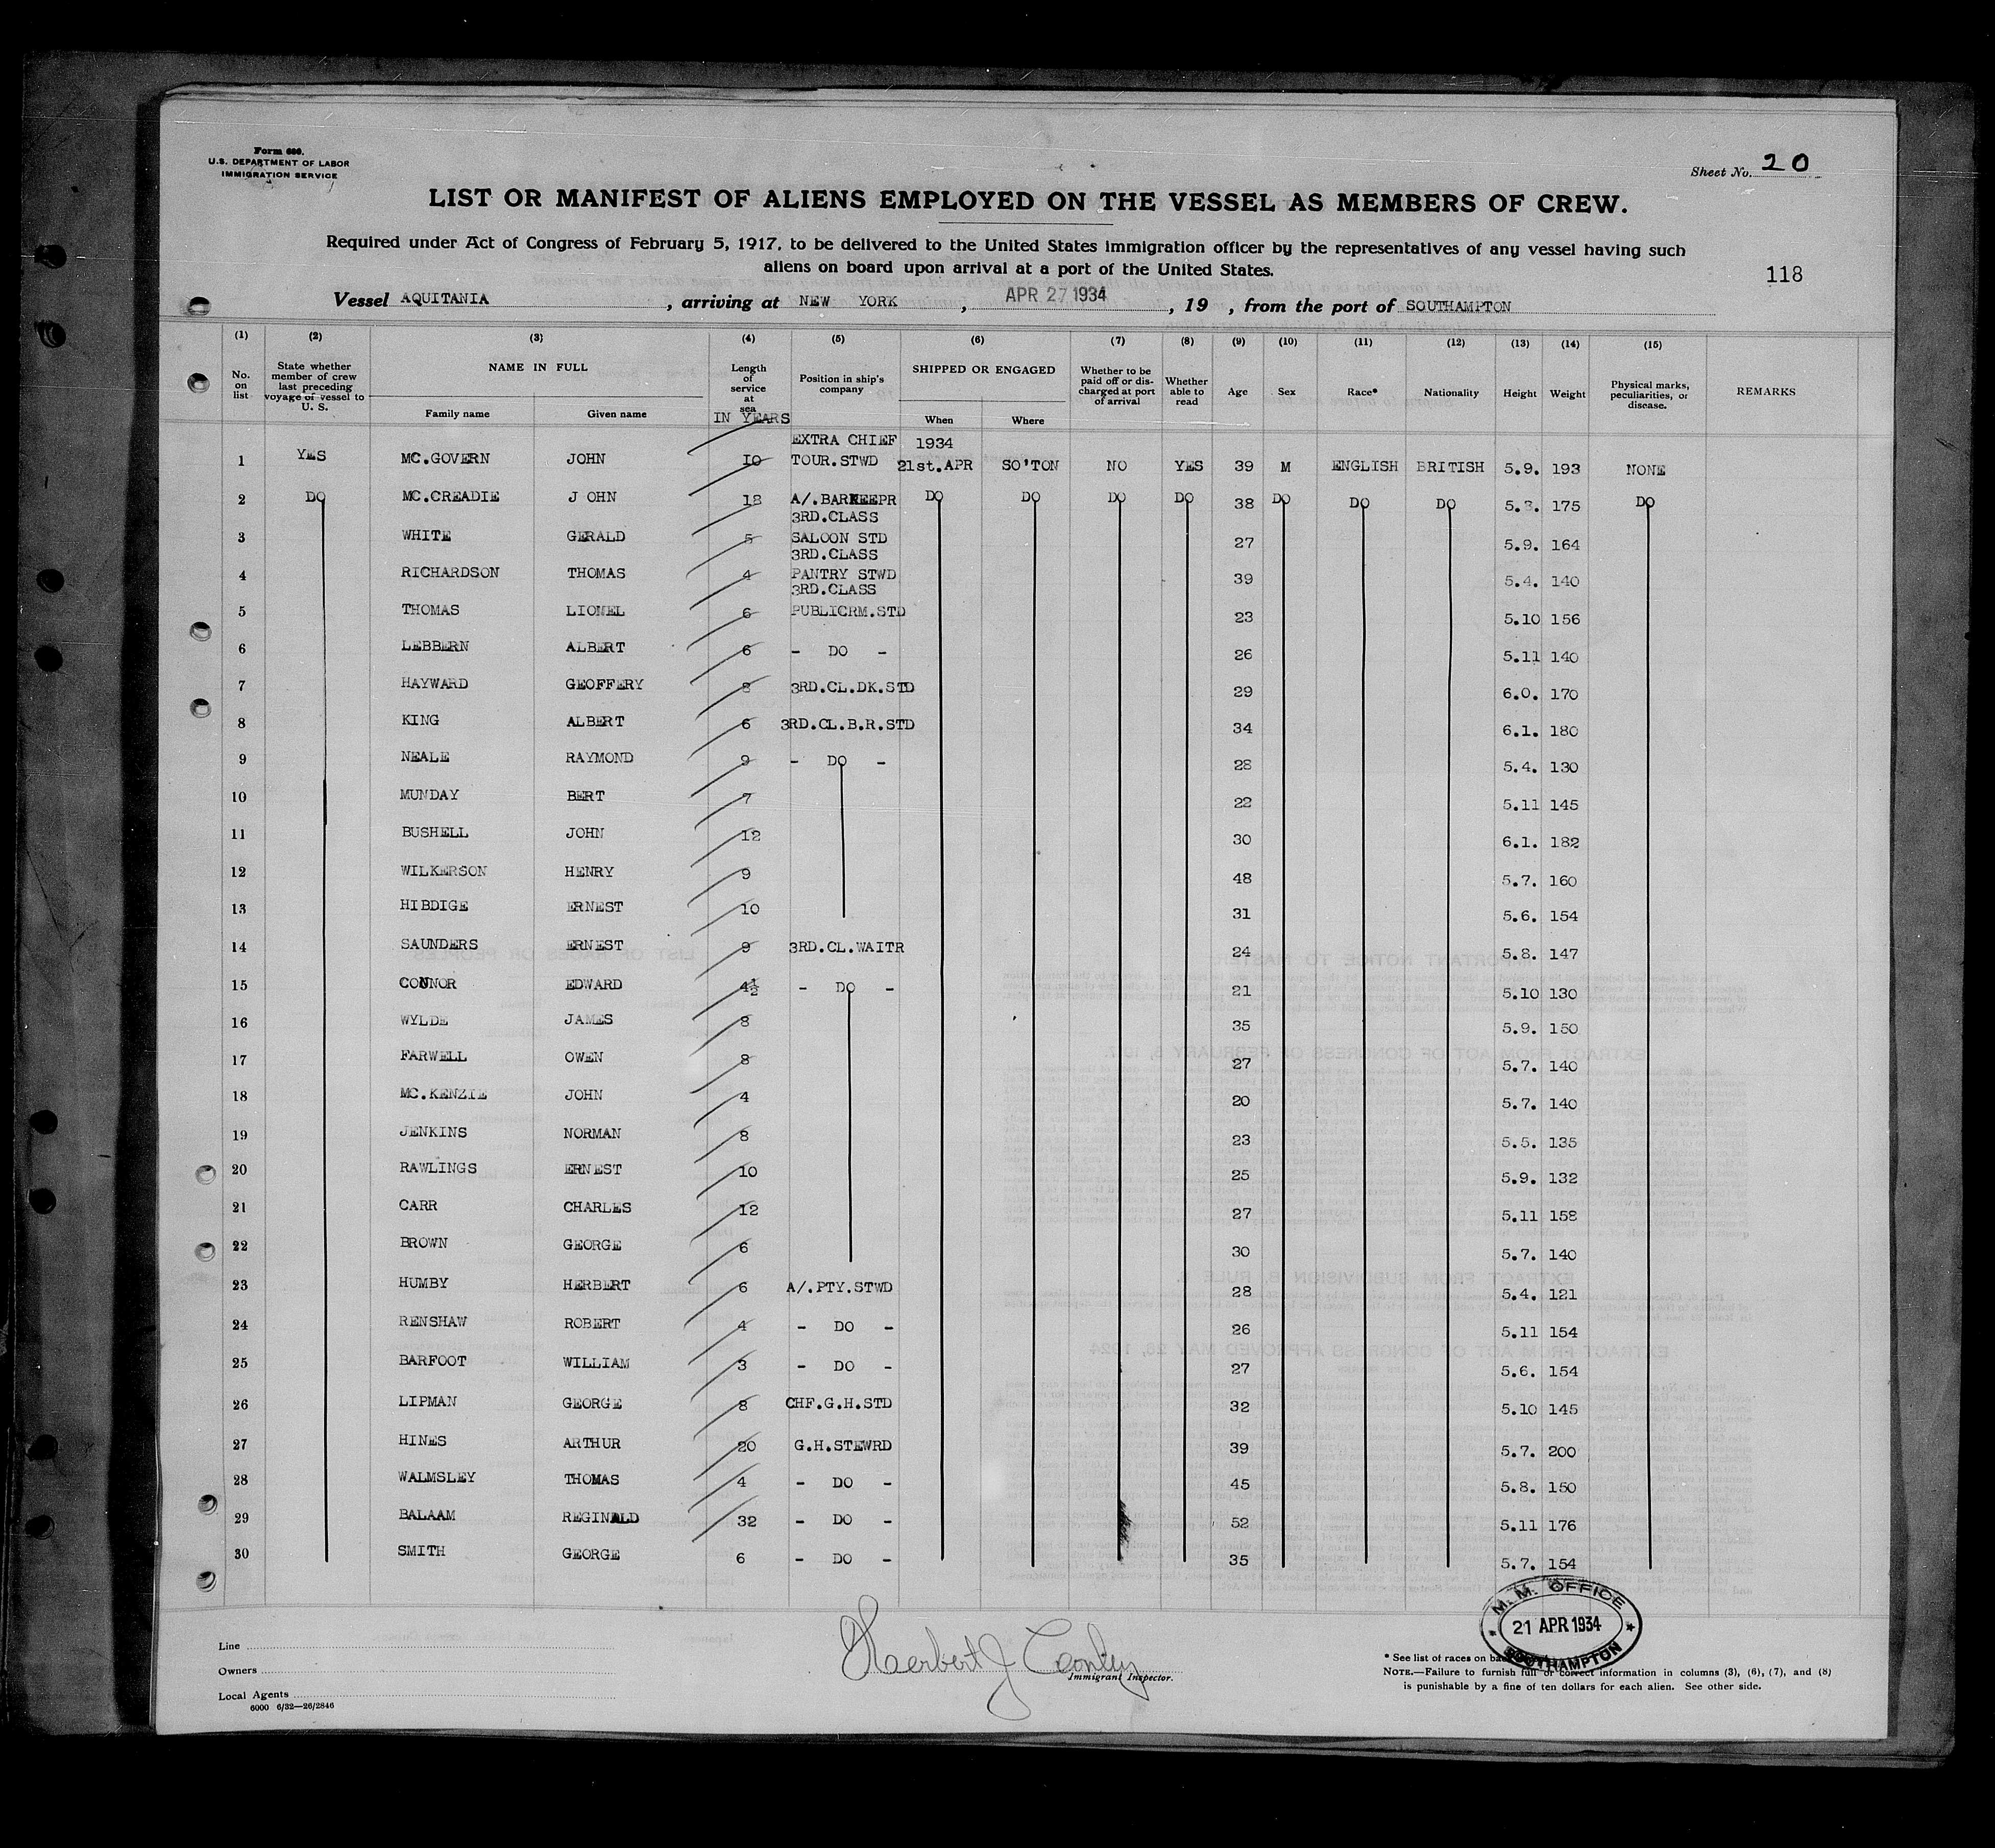 Form 686.
U.S. DEPARTMENT OF LABOR
IMMIGRATION SERVICE
Sheet No. 20
LIST OR MANIFEST OF ALIENS EMPLOYED ON THE VESSEL AS MEMBERS OF CREW.
Required under Act of Congress of February 5, 1917, to be delivered to the United States immigration officer by the representatives of any vessel having such
aliens on board upon arrival at a port of the United States.
118
Vessel AQUITANIA, arriving at NEW YORK, APR 27 1934, 19 , from the port of SOUTHAMPTON
(1) (2) (3) (4) (5) (6) (7) (8) (9) (10) (11) (12) (13) (14) (15)
No. on list State whether member of crew last preceding voyage of vessel to U. S. NAME IN FULL Family name Given name Length of service at sea IN YEARS Position in ship's company SHIPPED OR ENGAGED When Where Whether to be paid off or discharged at port of arrival Whether able to read Age Sex Race* Nationality Height Weight Physical marks, peculiarities, or disease. REMARKS
EXTRA CHIEF 1934
1 YES MC.GOVERN JOHN 10 TOUR.STWD 21st.APR SO'TON NO YES 39 M ENGLISH BRITISH 5.9. 193 NONE
2 DO MC.CREADIE J OHN 18 A/.BARKEEPR DO DO DO DO 38 DO DO DO 175 DO
3RD.CLASS
3 WHITE GERALD 5 SALOON STD 27 5.9. 164
3RD.CLASS
4 RICHARDSON THOMAS 4 PANTRY STWD 39 5.4. 140
3RD.CLASS
5 THOMAS LIONEL 6 PUBLICRM.STD 23 5.10 156
6 LEBBERN ALBERT 6 - DO - 26 5.11 140
7 HAYWARD GEOFFERY 8 3RD.CL.DK.STD 29 6.0. 170
8 KING ALBERT 6 3RD.CL.B.R.STD 34 6.1. 180
9 NEALE RAYMOND 9 - DO - 28 5.4. 130
10 MUNDAY BERT 7 22 5.11 145
11 BUSHELL JOHN 12 30 6.1. 182
12 WILKERSON HENRY 9 48 5.7. 160
13 HIBDIGE ERNEST 10 31 5.6. 154
14 SAUNDERS ERNEST 9 3RD.CL.WAITR 24 5.8. 147
15 CONNOR EDWARD 4½ - DO - 21 5.10 130
16 WYLDE JAMES 8 35 5.9. 150
17 FARWELL OWEN 8 27 5.7. 140
18 MC.KENZIE JOHN 4 20 5.7. 140
19 JENKINS NORMAN 8 23 5.5. 135
20 RAWLINGS ERNEST 10 25 5.9. 132
21 CARR CHARLES 12 27 5.11 158
22 BROWN GEORGE 6 30 5.7. 140
23 HUMBY HERBERT 6 A/.PTY.STWD 28 5.4. 121
24 RENSHAW ROBERT 4 - DO - 26 5.11 154
25 BARFOOT WILLIAM 3 - DO - 27 5.6. 154
26 LIPMAN GEORGE 8 CHF.G.H.STD 32 5.10 145
27 HINES ARTHUR 20 G.H.STEWRD 39 5.7. 200
28 WALMSLEY THOMAS 4 - DO - 45 5.8. 150
29 BALAAM REGINALD 32 - DO - 52 5.11 176
30 SMITH GEORGE 6 - DO - 35 5.7. 154
M. M. OFFICE
21 APR 1934
SOUTHAMPTON
Line
Owners
Local Agents
6000 6/32—26/2846
Herbert J Conley
Immigrant Inspector.
* See list of races on
NOTE.—Failure to furnish full or correct information in columns (3), (6), (7), and (8)
is punishable by a fine of ten dollars for each alien. See other side.